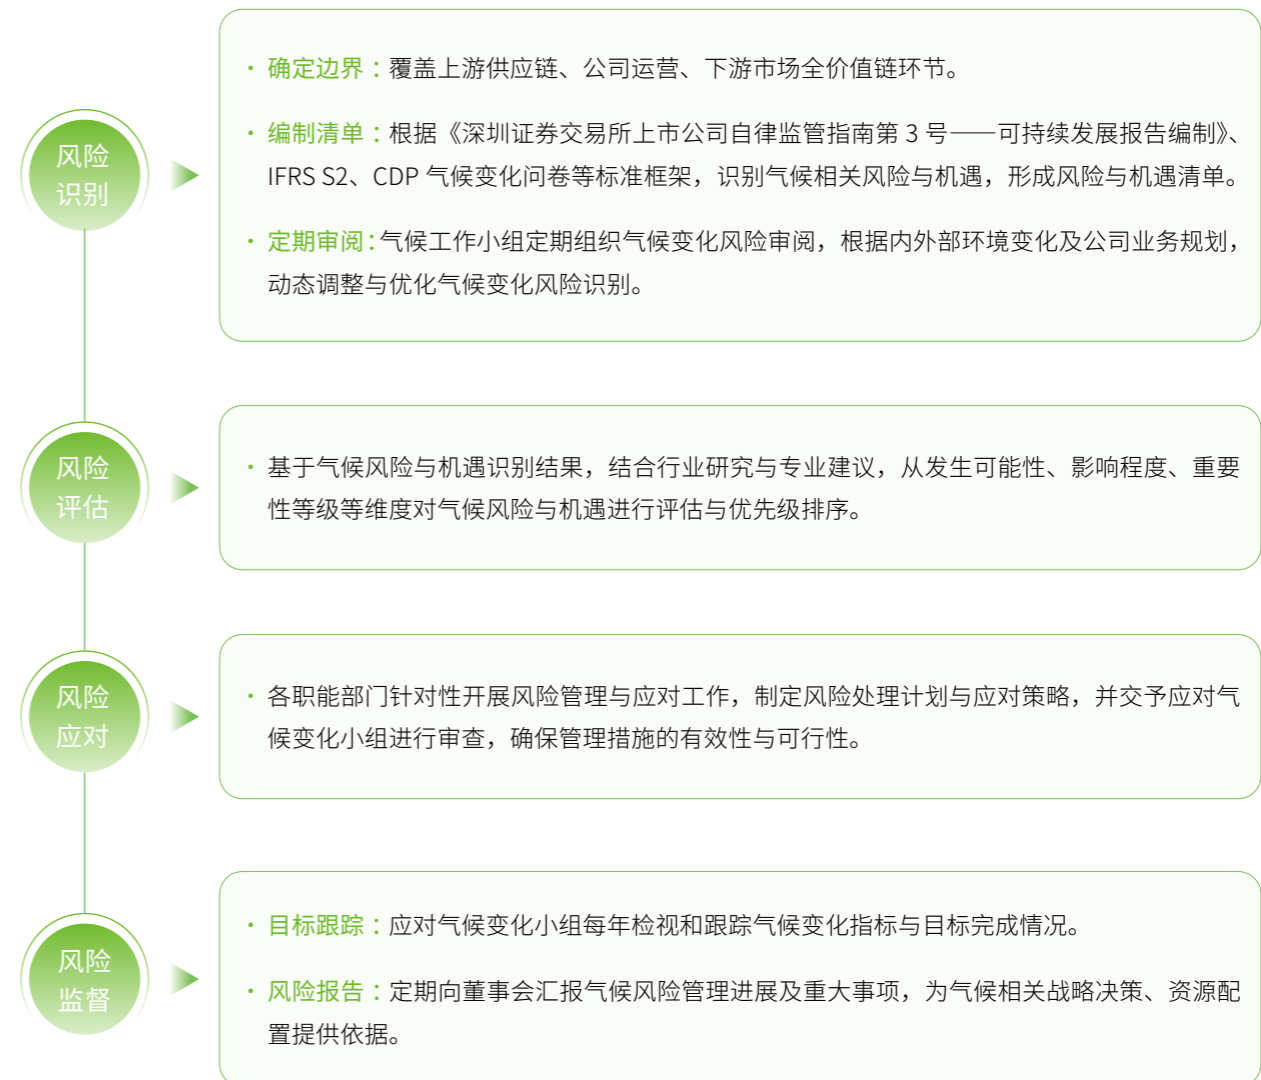 风险
识别
· 确定边界：覆盖上游供应链、公司运营、下游市场全价值链环节。
· 编制清单：根据《深圳证券交易所上市公司自律监管指南第 3 号——可持续发展报告编制》、
IFRS S2、CDP 气候变化问卷等标准框架，识别气候相关风险与机遇，形成风险与机遇清单。
· 定期审阅：气候工作小组定期组织气候变化风险审阅，根据内外部环境变化及公司业务规划，
动态调整与优化气候变化风险识别。
风险
评估
· 基于气候风险与机遇识别结果，结合行业研究与专业建议，从发生可能性、影响程度、重要
性等级等维度对气候风险与机遇进行评估与优先级排序。
风险
应对
· 各职能部门针对性开展风险管理与应对工作，制定风险处理计划与应对策略，并交予应对气
候变化小组进行审查，确保管理措施的有效性与可行性。
风险
监督
· 目标跟踪：应对气候变化小组每年检视和跟踪气候变化指标与目标完成情况。
· 风险报告：定期向董事会汇报气候风险管理进展及重大事项，为气候相关战略决策、资源配
置提供依据。